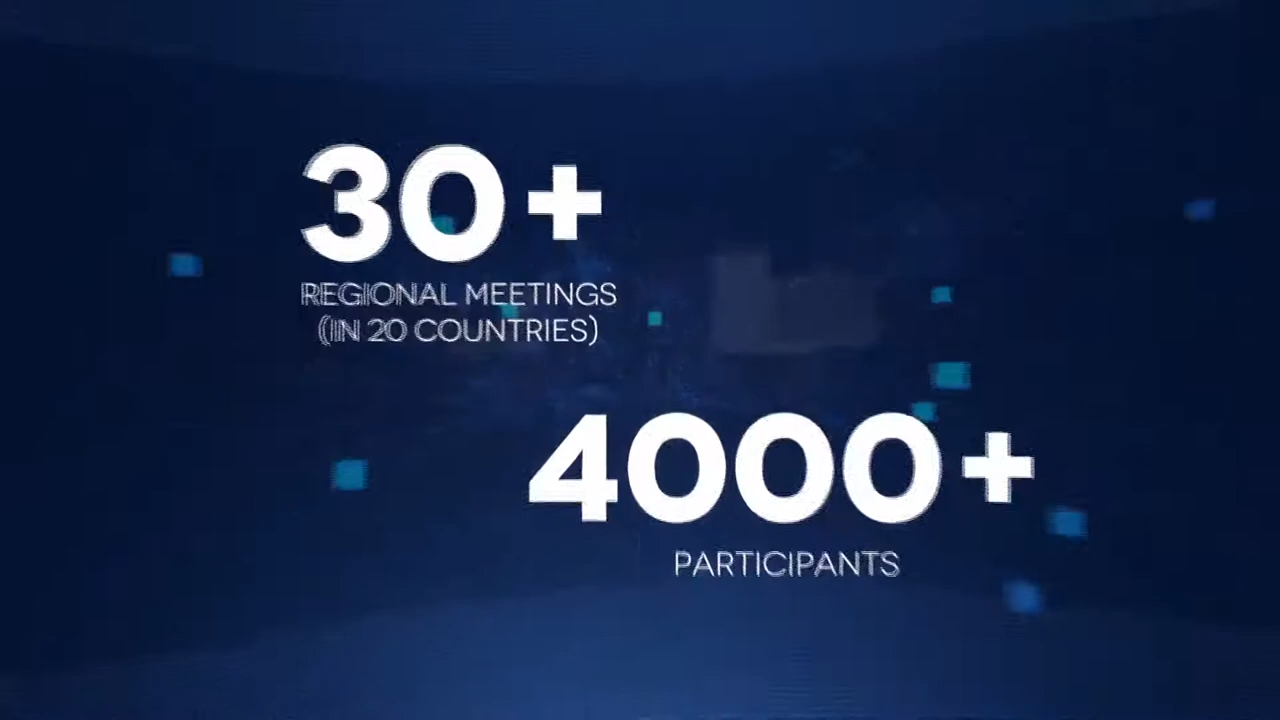 30+
REGIONAL MEETINGS
(IN 20 COUNTRIES)
4000+
PARTICIPANTS